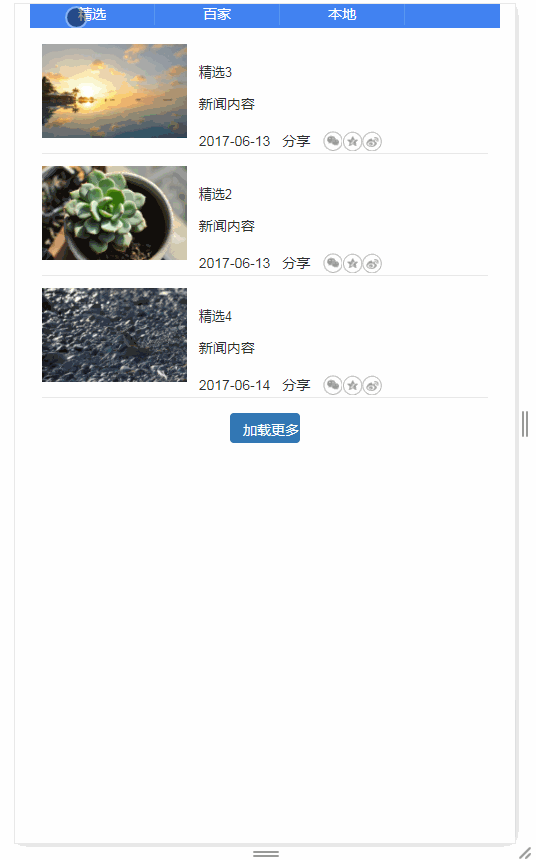 精选 百家 本地
精选3
新闻内容
2017-06-13 分享
精选2
新闻内容
2017-06-13 分享
精选4
新闻内容
2017-06-14 分享
加载更多